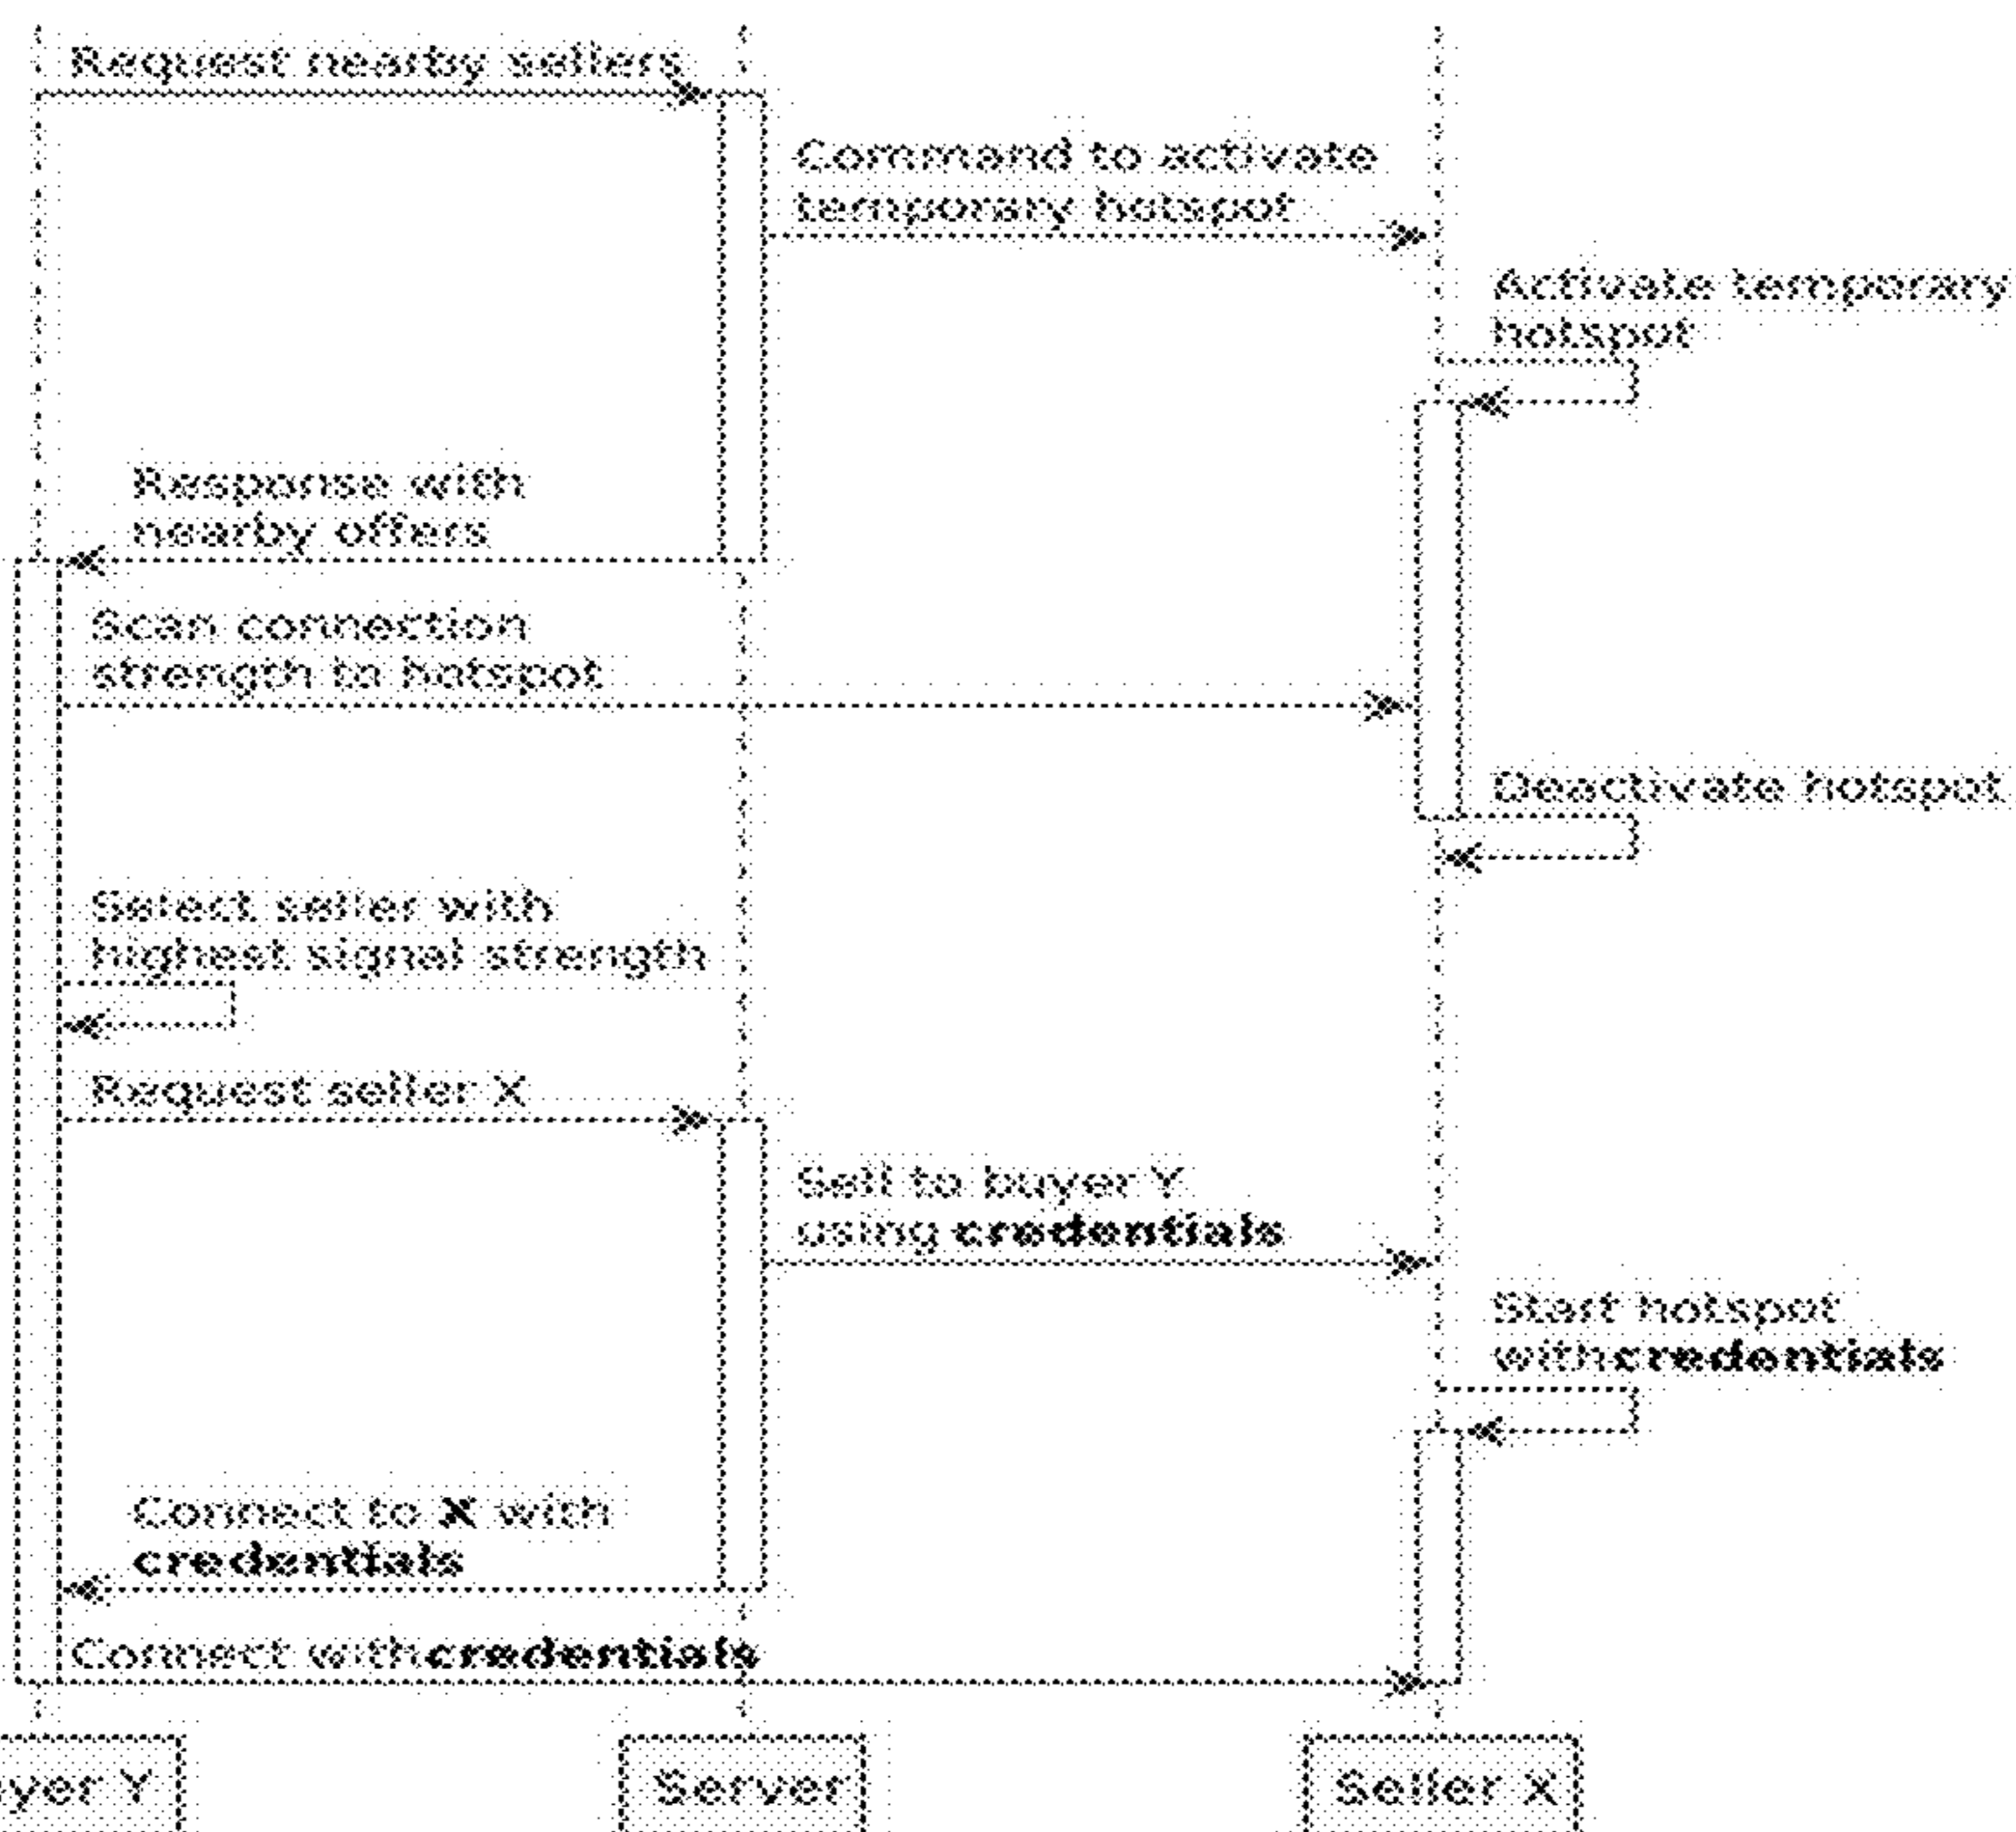 Request nearby sellers
Command to activate
temporary hotspot
Activate temporary
hotspot
Response with
nearby offers
Scan connection
strength to hotspot
Deactivate hotspot
Select seller with
highest signal strength
Request seller X
Sell to buyer Y
using credentials
Start hotspot
with credentials
Connect to X with
credentials
Connect with credentials
yer Y
Server
Seller X